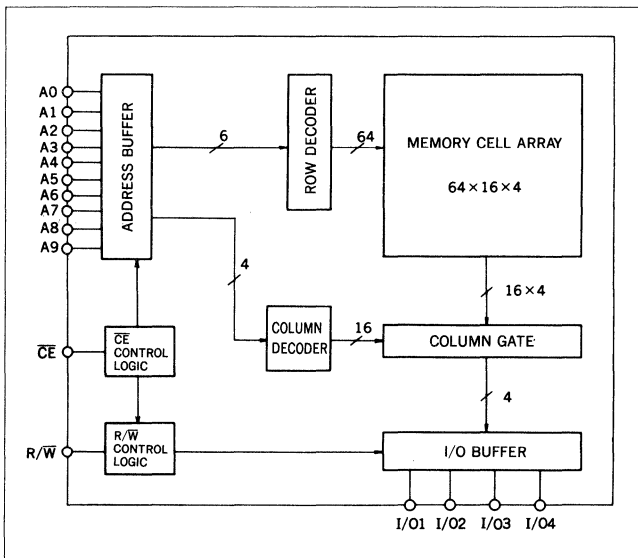 A0
A1
A2
A3
A4
A5
A6
A7
A8
A9
ADDRESS BUFFER
6
ROW DECODER
64
MEMORY CELL ARRAY
64×16×4
4
16×4
COLUMN
DECODER
16
COLUMN GATE
4
CE
CE
CONTROL
LOGIC
R/W
R/W
CONTROL
LOGIC
I/O BUFFER
I/O1
I/O2
I/O3
I/O4